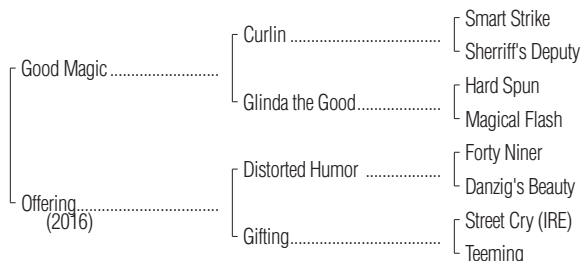 Smart Strike
Curlin ........................................
Sherriff's Deputy
Good Magic .............................
Hard Spun
Glinda the Good......................
Magical Flash
Forty Niner
Distorted Humor ....................
Danzig's Beauty
Offering.....................................
(2016)
Street Cry (IRE)
Gifting........................................
Teeming